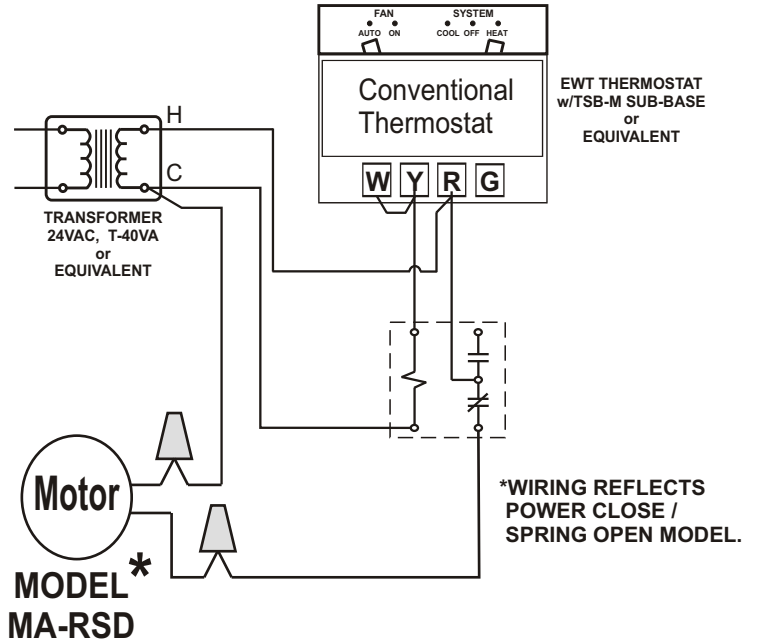 FAN SYSTEM
AUTO ON COOL OFF HEAT
Conventional
Thermostat
EWT THERMOSTAT
w/TSB-M SUB-BASE
or
EQUIVALENT
W Y R G
H
C
TRANSFORMER
24VAC, T-40VA
or
EQUIVALENT
Motor
MODEL*
MA-RSD
*WIRING REFLECTS
POWER CLOSE /
SPRING OPEN MODEL.